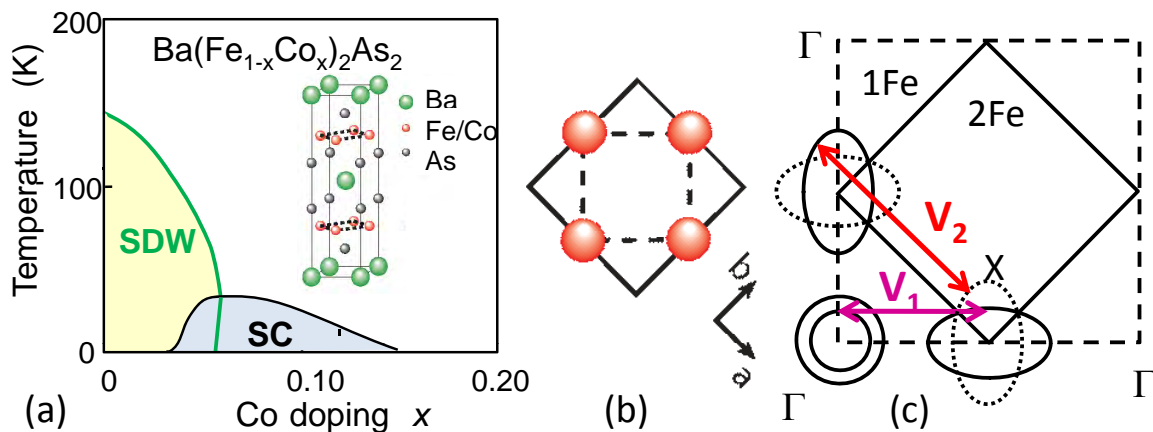 200
100
0
Temperature (K)
Ba(Fe1-xCox)2As2
Ba
Fe/Co
As
SDW
SC
0
0.10
0.20
Co doping x
(a)
b
a
(b)
Γ
1Fe
2Fe
V2
X
V1
Γ
Γ
(c)